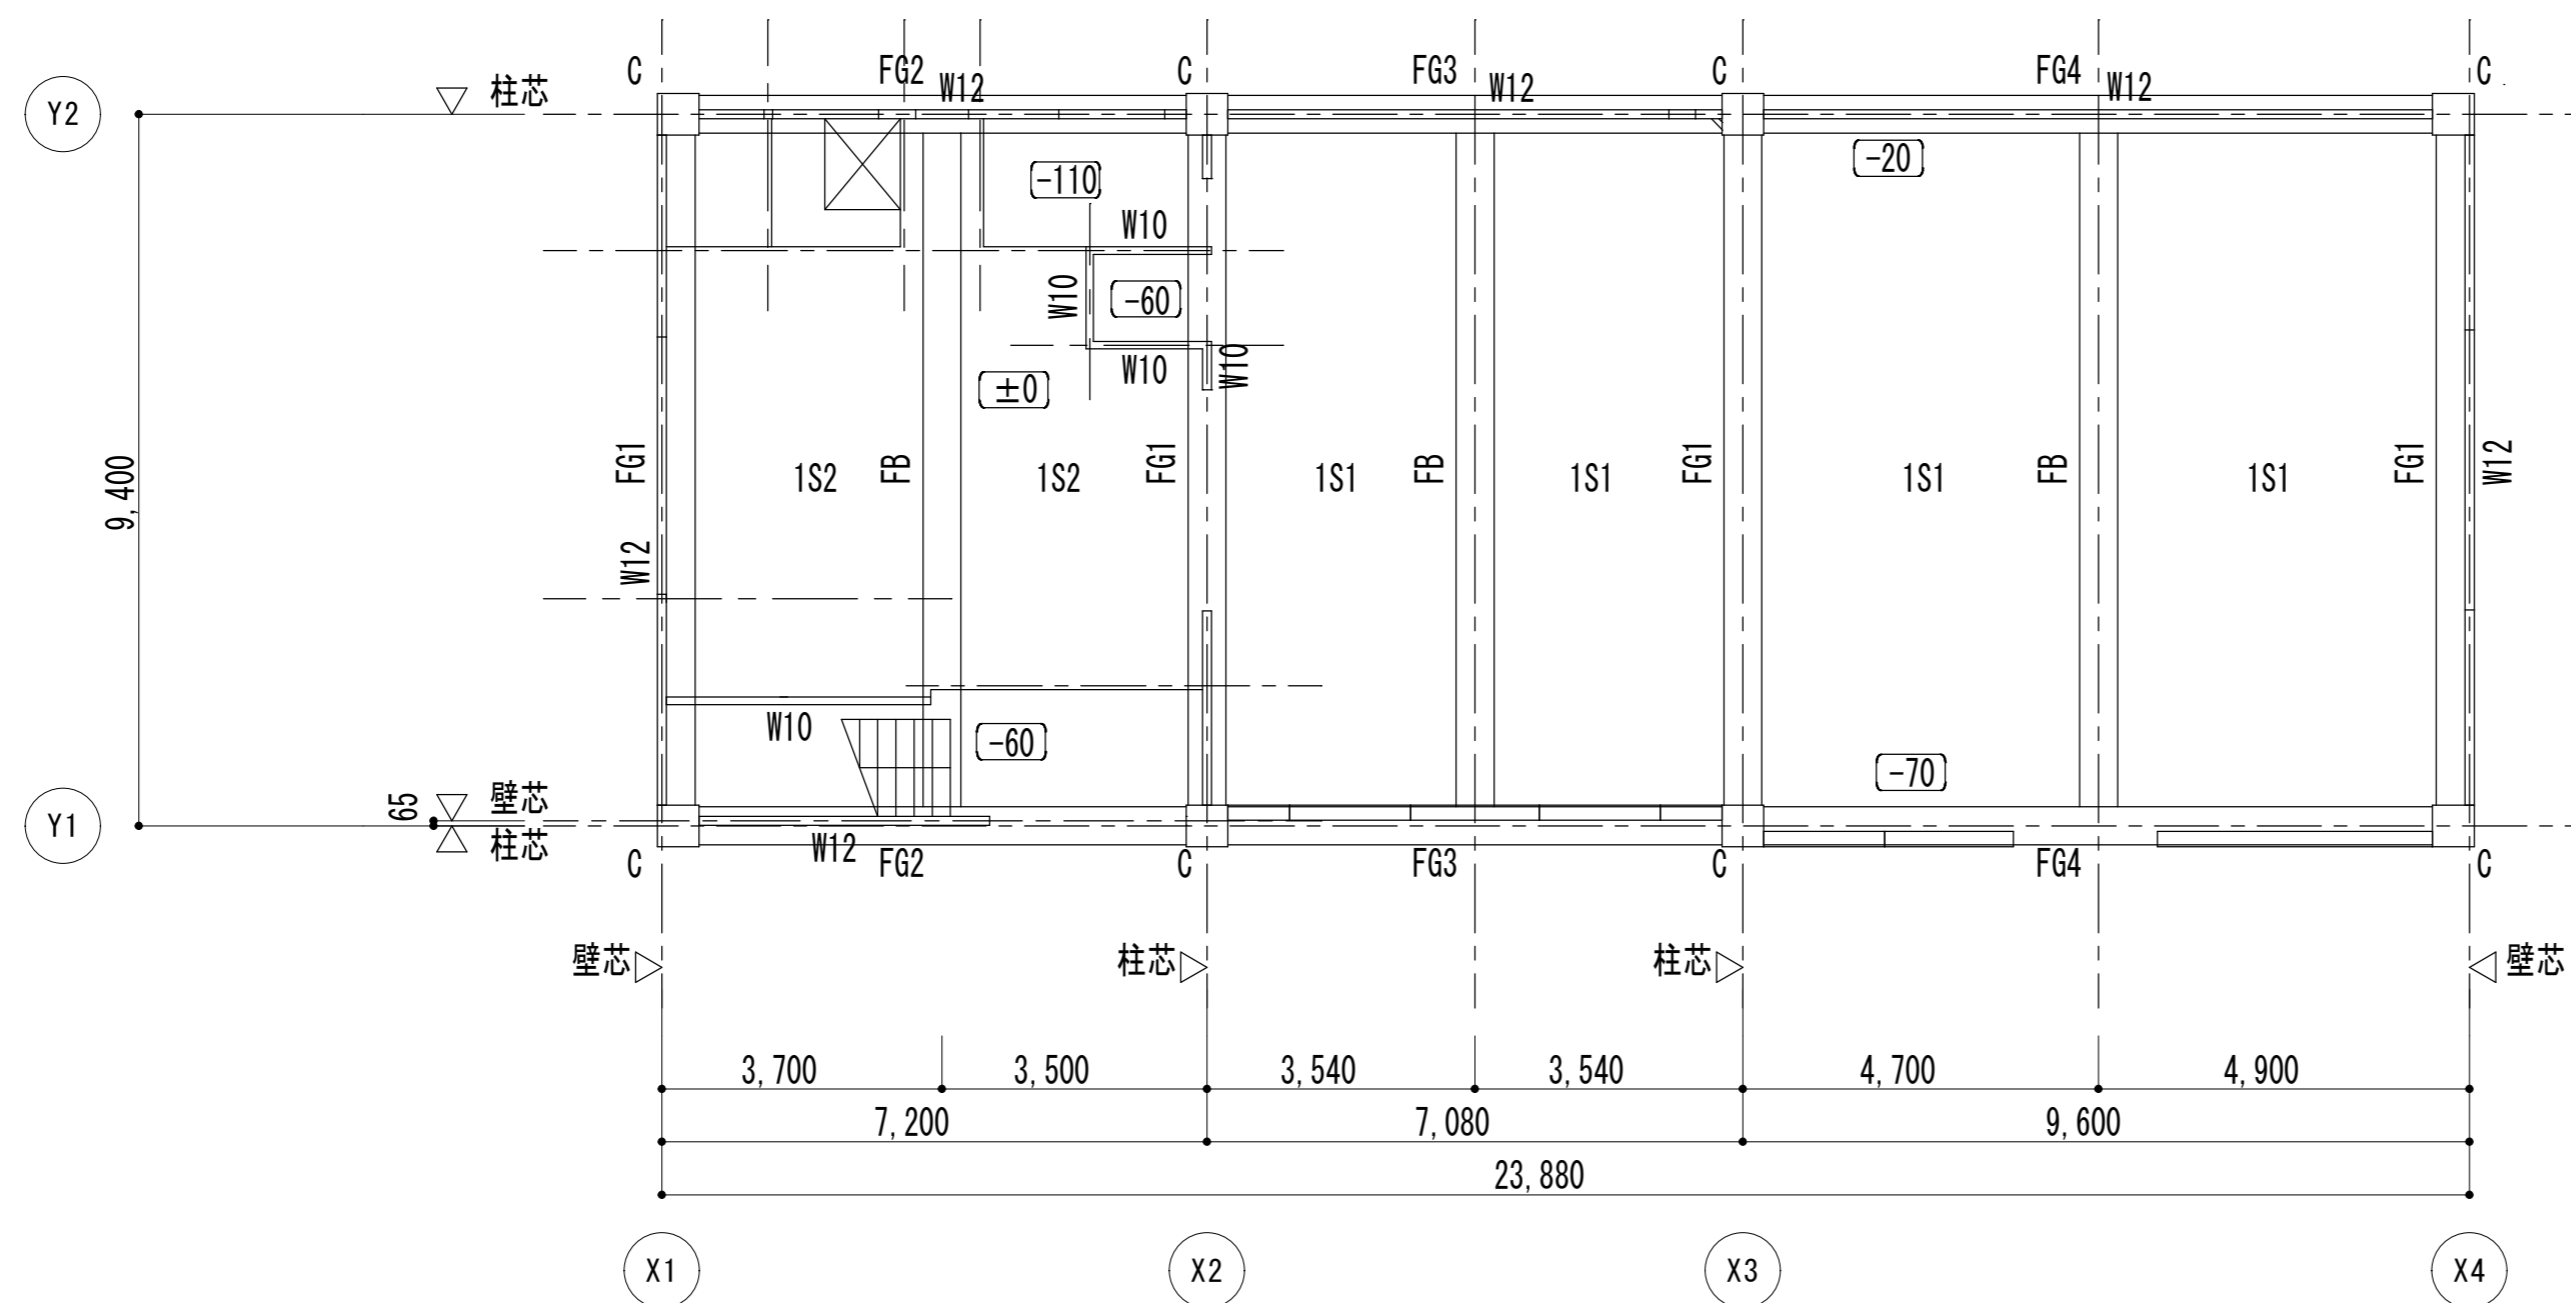 C FG2 C FG3 C FG4 C
W12 W12 W12
Y2 柱芯
-110 -20
W10
W10 -60
W10 W10
±0
9,400 FG1 1S2 FB 1S2 FG1 1S1 FB 1S1 FG1 1S1 FB 1S1 FG1 W12
W12
W10 -60 -70
65 壁芯
Y1 柱芯
W12
C FG2 C FG3 C FG4 C
壁芯 柱芯 柱芯 壁芯
3,700 3,500 3,540 3,540 4,700 4,900
7,200 7,080 9,600
23,880
X1 X2 X3 X4